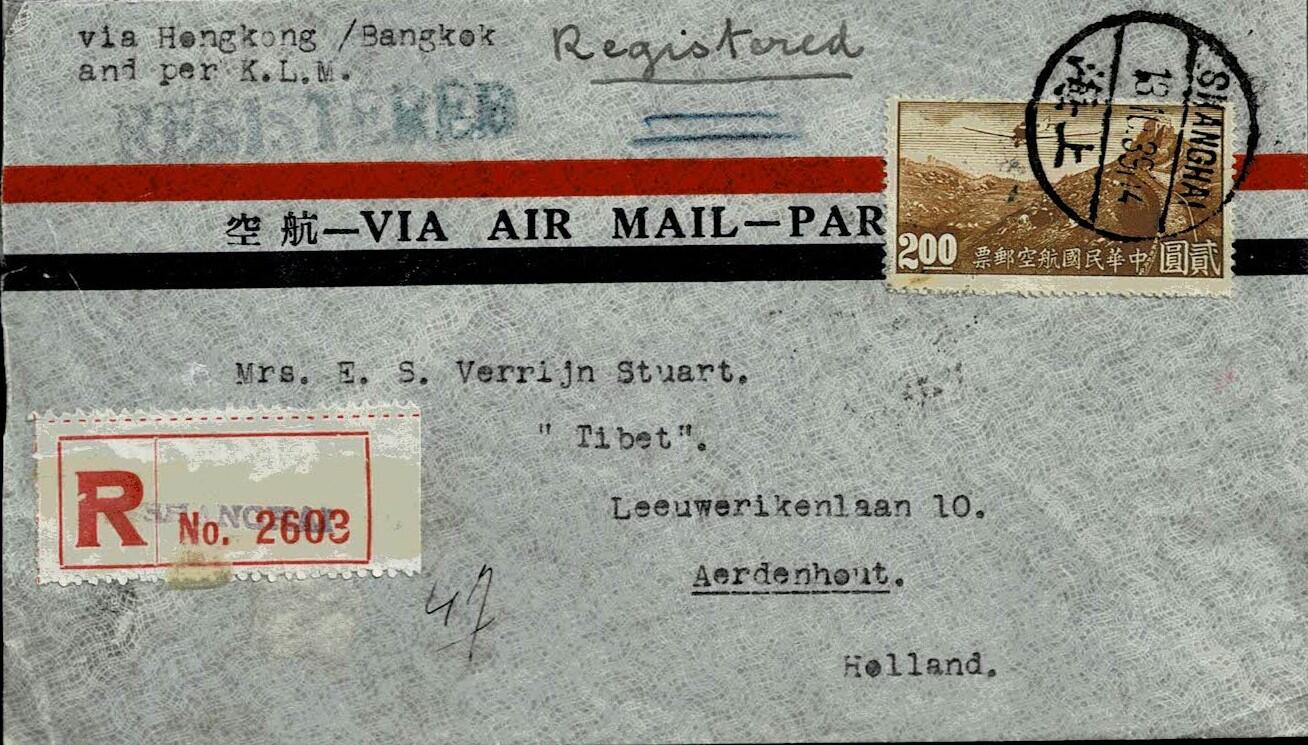 via Hongkong /Bangkok
and per K.L.M.
Registered
REGISTERED
SHANGHAI
上海
空航—VIA AIR MAIL—PAR
2.00 票郵空航國民華中 圓貳
Mrs. E. S. Verrijn Stuart.
" Tibet".
Leeuwerikenlaan 10.
Aerdenhout.
Holland.
R SHANGHAI
No. 2603
47